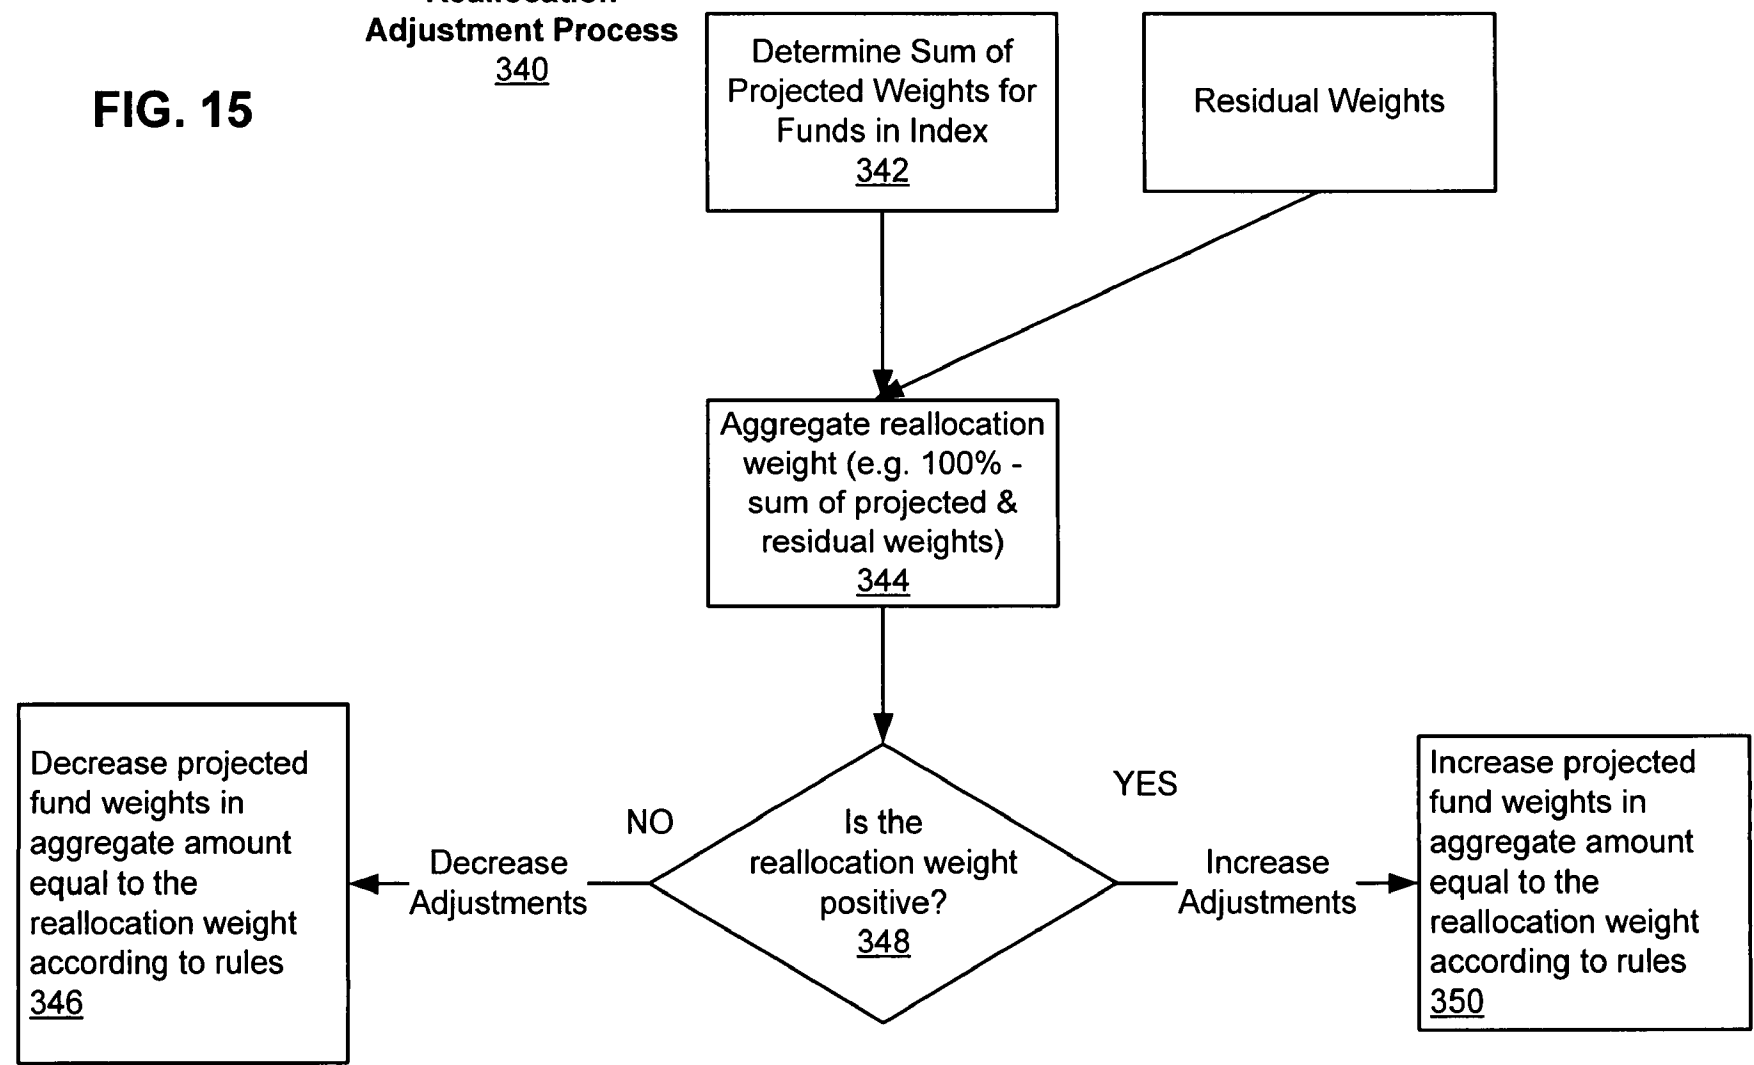 Reallocation
Adjustment Process
340
FIG. 15
Determine Sum of
Projected Weights for
Funds in Index
342
Residual Weights
Aggregate reallocation
weight (e.g. 100% -
sum of projected &
residual weights)
344
Decrease projected
fund weights in
aggregate amount
equal to the
reallocation weight
according to rules
346
NO
Decrease
Adjustments
Is the
reallocation weight
positive?
348
YES
Increase
Adjustments
Increase projected
fund weights in
aggregate amount
equal to the
reallocation weight
according to rules
350